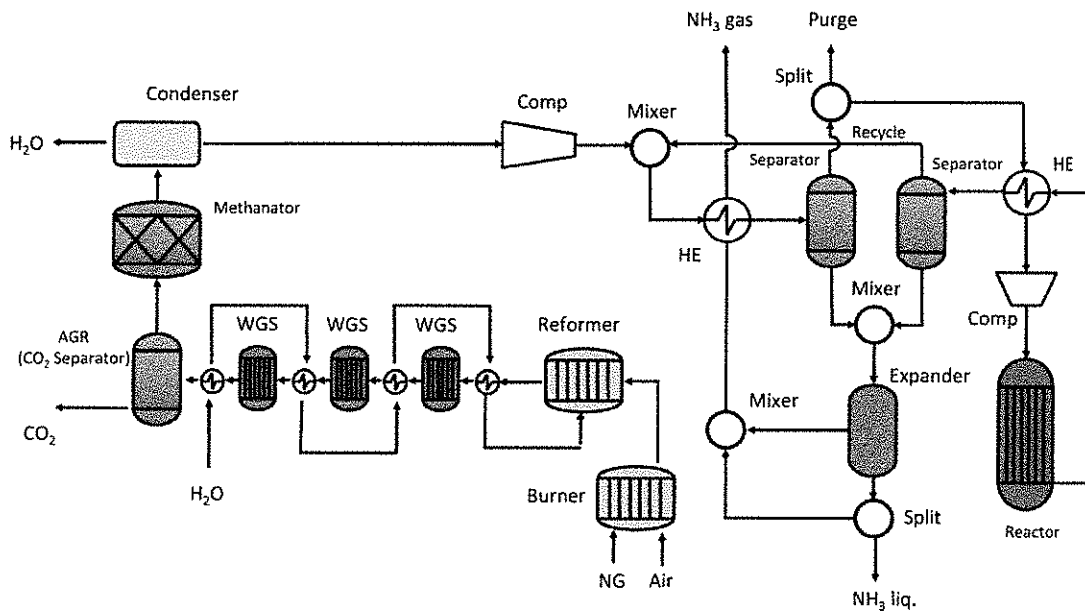 NH₃ gas
Purge
Split
Condenser
Comp
Mixer
H₂O
Recycle
Separator
Separator
HE
Methanator
HE
Mixer
Comp
WGS
WGS
WGS
Reformer
AGR
(CO₂ Separator)
Expander
Mixer
CO₂
H₂O
Burner
Split
Reactor
NG
Air
NH₃ liq.